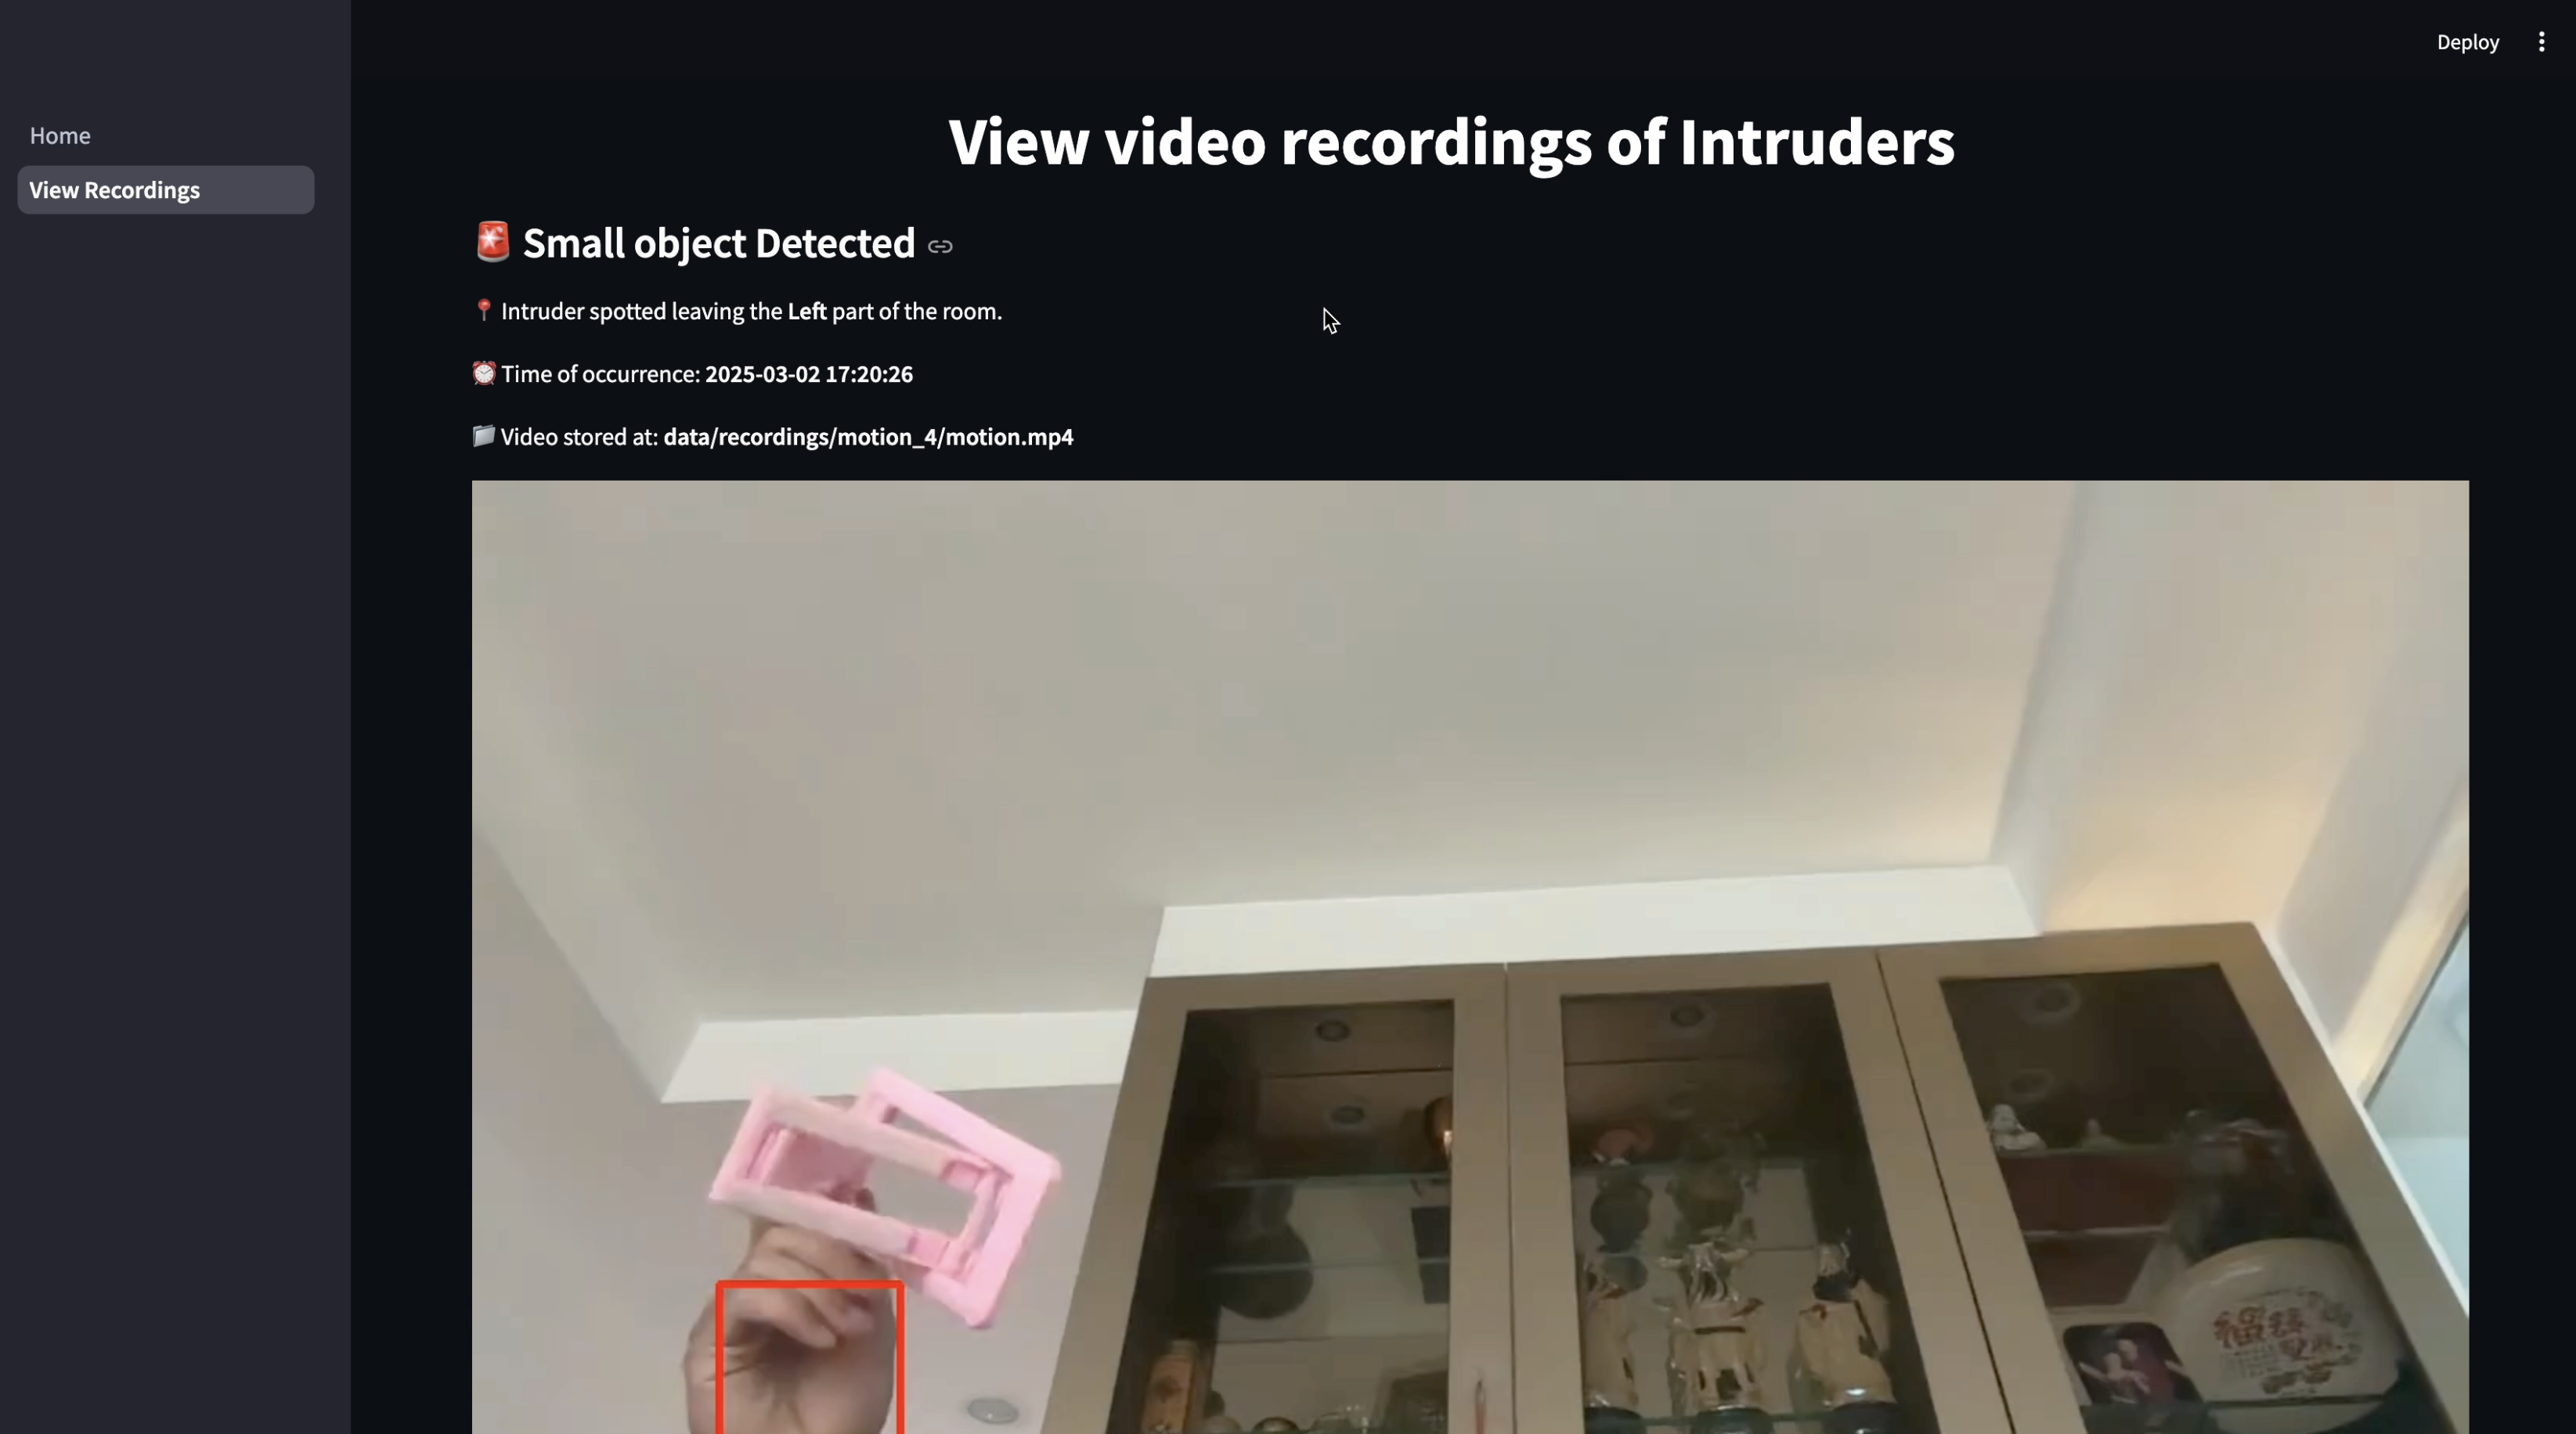 Deploy
Home
View Recordings
View video recordings of Intruders
Small object Detected
Intruder spotted leaving the Left part of the room.
Time of occurrence: 2025-03-02 17:20:26
Video stored at: data/recordings/motion_4/motion.mp4
福